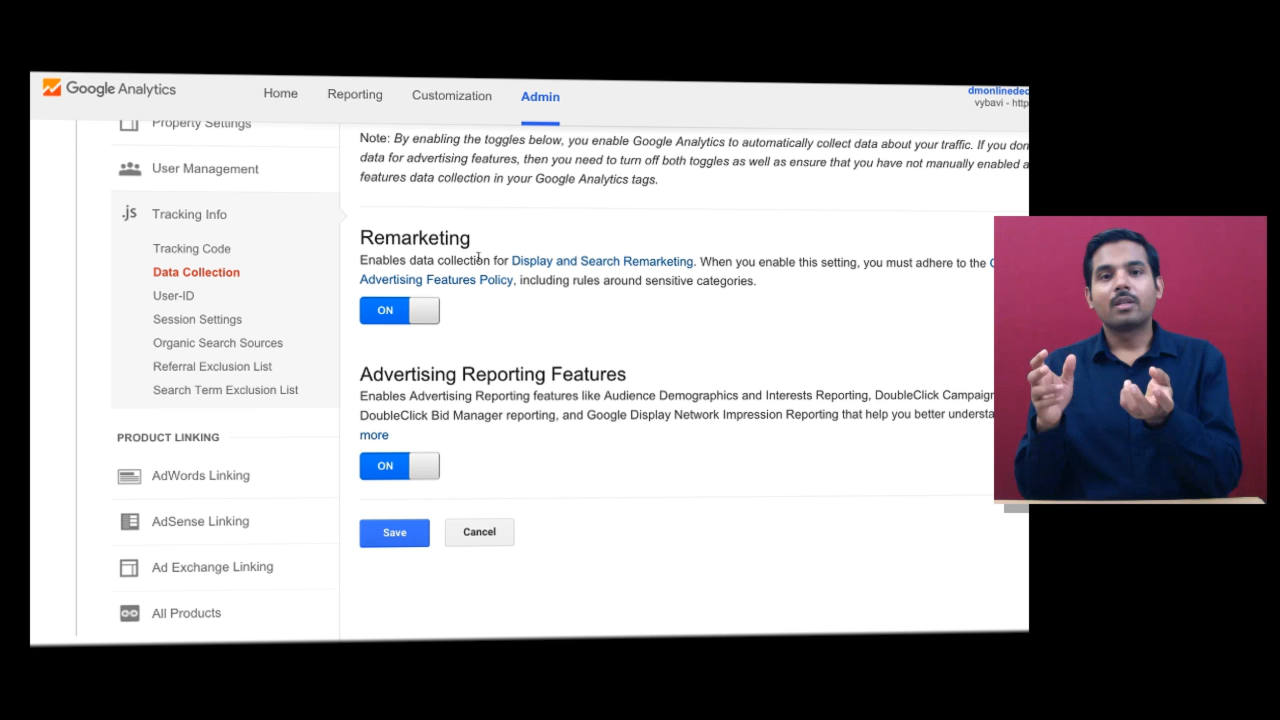 Google Analytics
Home
Reporting
Customization
Admin
dmonlinedec
vybavi - http
Property Settings
User Management
.js Tracking Info
Tracking Code
Data Collection
User-ID
Session Settings
Organic Search Sources
Referral Exclusion List
Search Term Exclusion List
PRODUCT LINKING
AdWords Linking
AdSense Linking
Ad Exchange Linking
All Products
Note: By enabling the toggles below, you enable Google Analytics to automatically collect data about your traffic. If you don
data for advertising features, then you need to turn off both toggles as well as ensure that you have not manually enabled a
features data collection in your Google Analytics tags.
Remarketing
Enables data collection for Display and Search Remarketing. When you enable this setting, you must adhere to the
Advertising Features Policy, including rules around sensitive categories.
ON
Advertising Reporting Features
Enables Advertising Reporting features like Audience Demographics and Interests Reporting, DoubleClick Campaign
DoubleClick Bid Manager reporting, and Google Display Network Impression Reporting that help you better understa
more
ON
Save
Cancel